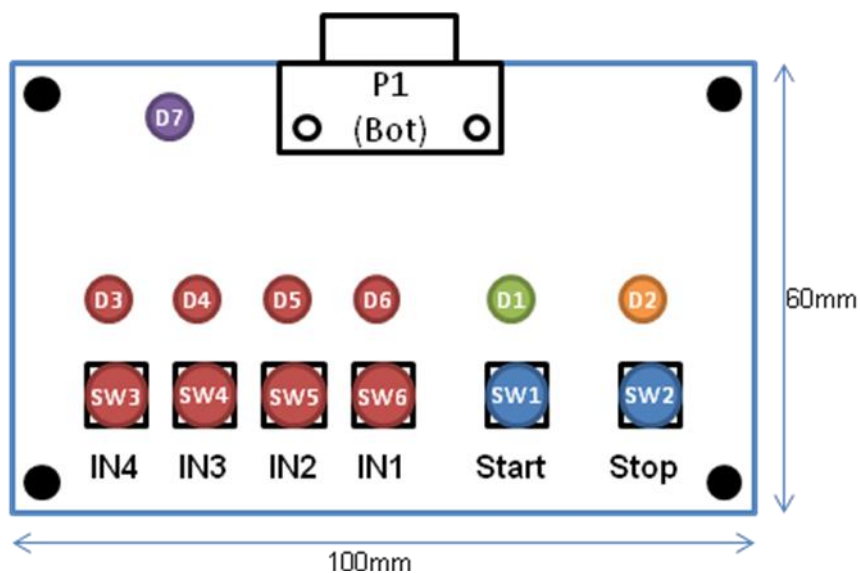 P1
(Bot)
D7
D3 D4 D5 D6 D1 D2
60mm
SW3 SW4 SW5 SW6 SW1 SW2
IN4 IN3 IN2 IN1 Start Stop
100mm